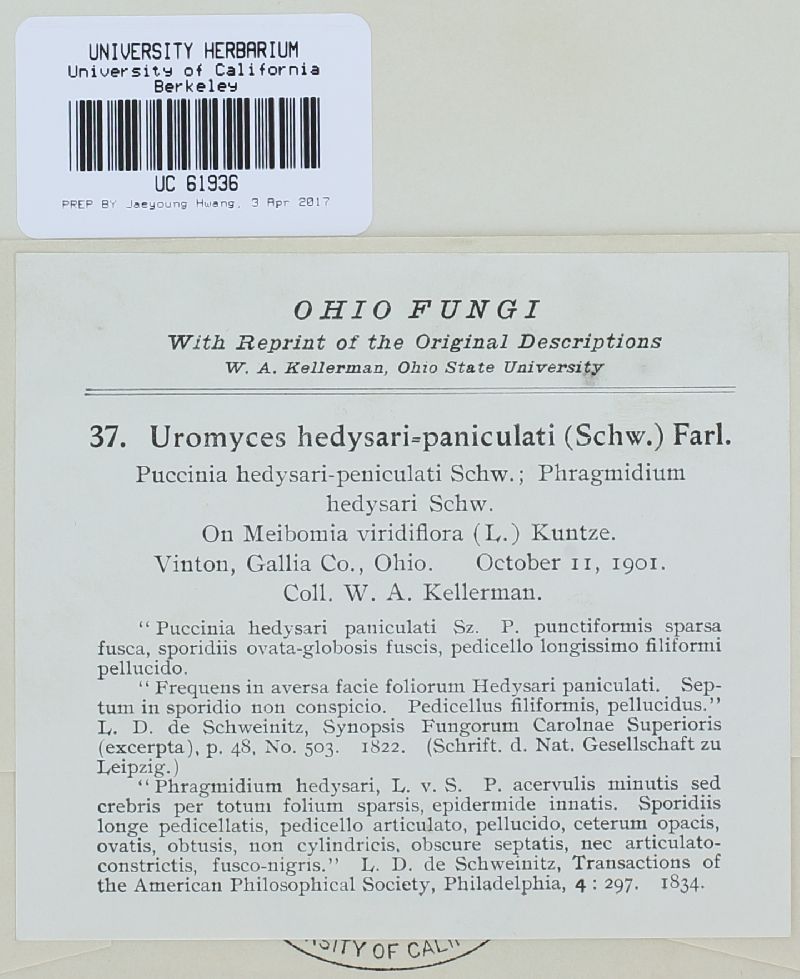 UNIVERSITY HERBARIUM
University of California
Berkeley
UC 61936
PREP BY Jaeyoung Hwang, 3 Apr 2017
OHIO FUNGI
With Reprint of the Original Descriptions
W. A. Kellerman, Ohio State University
37. Uromyces hedysari-paniculati (Schw.) Farl.
Puccinia hedysari-peniculati Schw.; Phragmidium
hedysari Schw.
On Meibomia viridiflora (L.) Kuntze.
Vinton, Gallia Co., Ohio. October 11, 1901.
Coll. W. A. Kellerman.
"Puccinia hedysari paniculati Sz. P. punctiformis sparsa
fusca, sporidiis ovata-globosis fuscis, pedicello longissimo filiformi
pellucido.
"Frequens in aversa facie foliorum Hedysari paniculati. Sep-
tum in sporidio non conspicio. Pedicellus filiformis, pellucidus."
L. D. de Schweinitz, Synopsis Fungorum Carolnae Superioris
(excerpta), p. 48, No. 503. 1822. (Schrift. d. Nat. Gesellschaft zu
Leipzig.)
"Phragmidium hedysari, L. v. S. P. acervulis minutis sed
crebris per totum folium sparsis, epidermide innatis. Sporidiis
longe pedicellatis, pedicello articulato, pellucido, ceterum opacis,
ovatis, obtusis, non cylindricis, obscure septatis, nec articulato-
constrictis, fusco-nigris." L. D. de Schweinitz, Transactions of
the American Philosophical Society, Philadelphia, 4 : 297. 1834.
OF